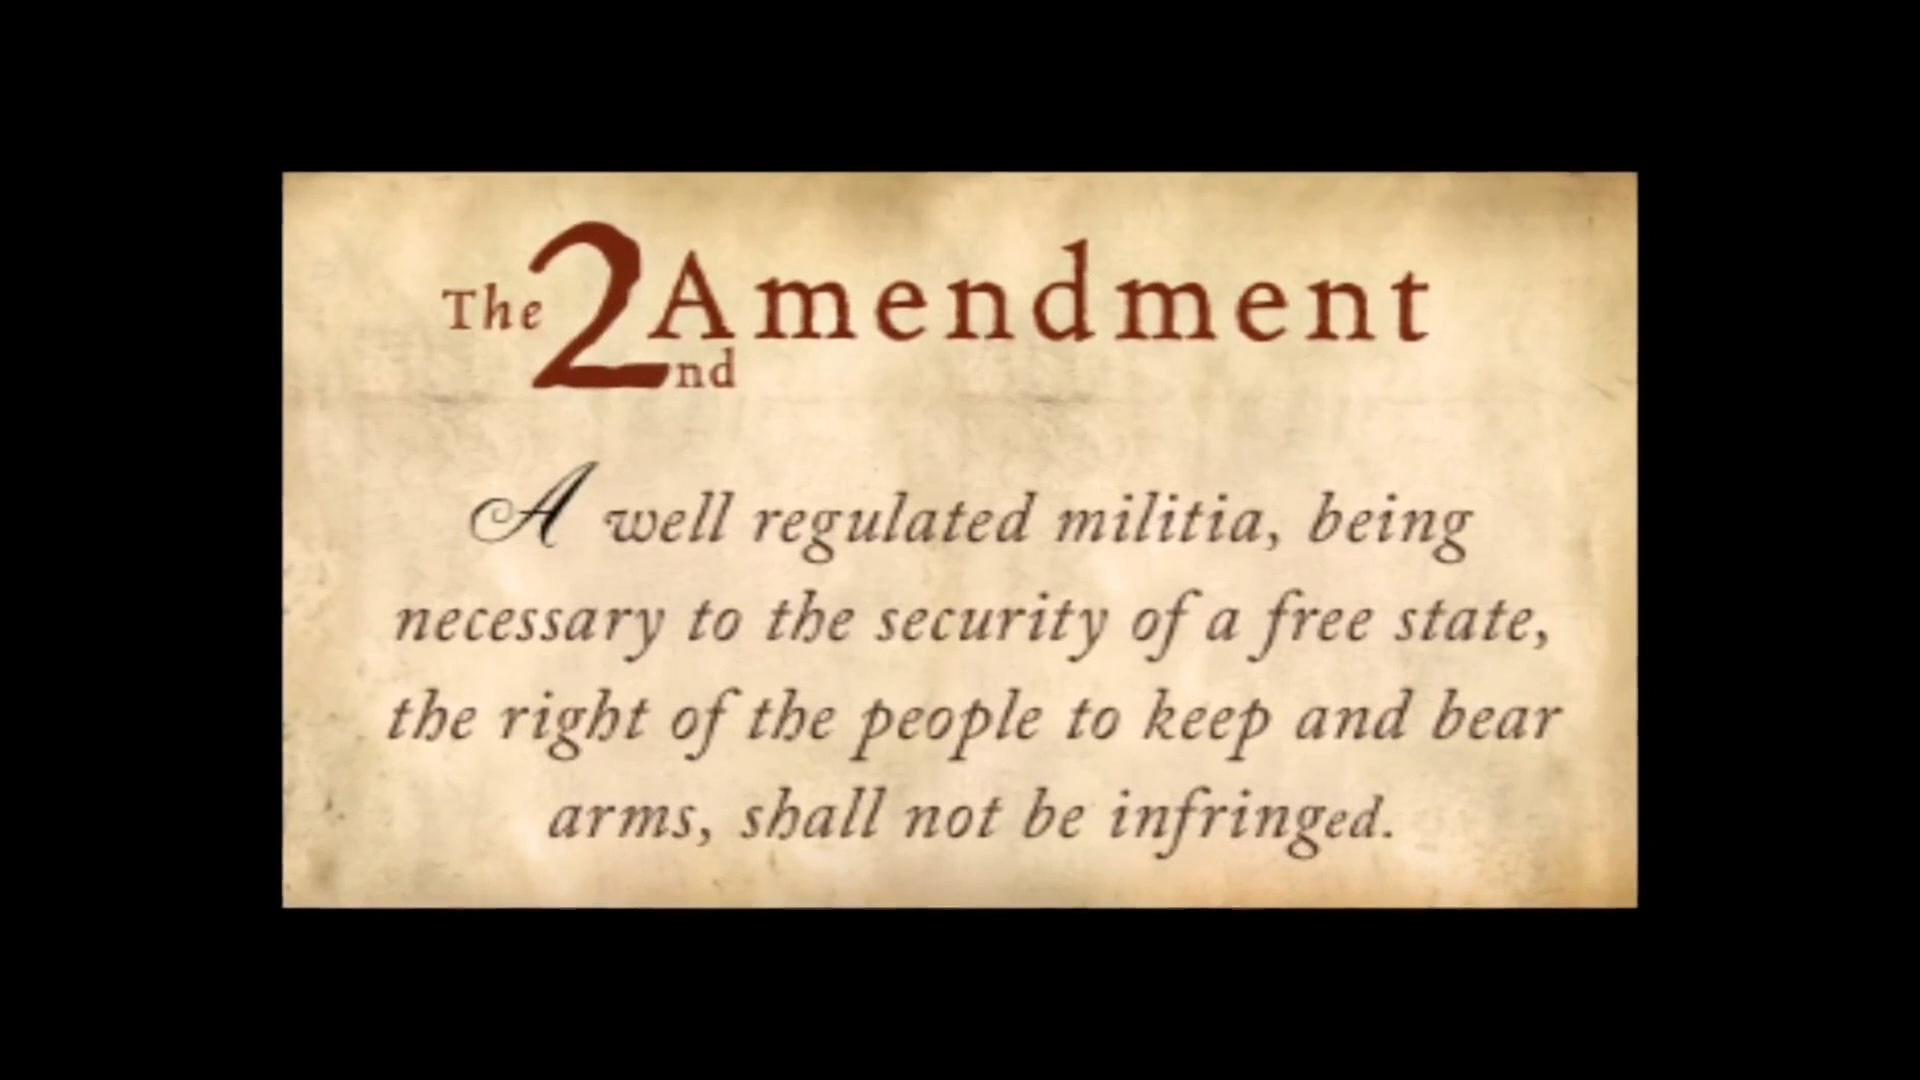 The 2nd Amendment
A well regulated militia, being
necessary to the security of a free state,
the right of the people to keep and bear
arms, shall not be infringed.